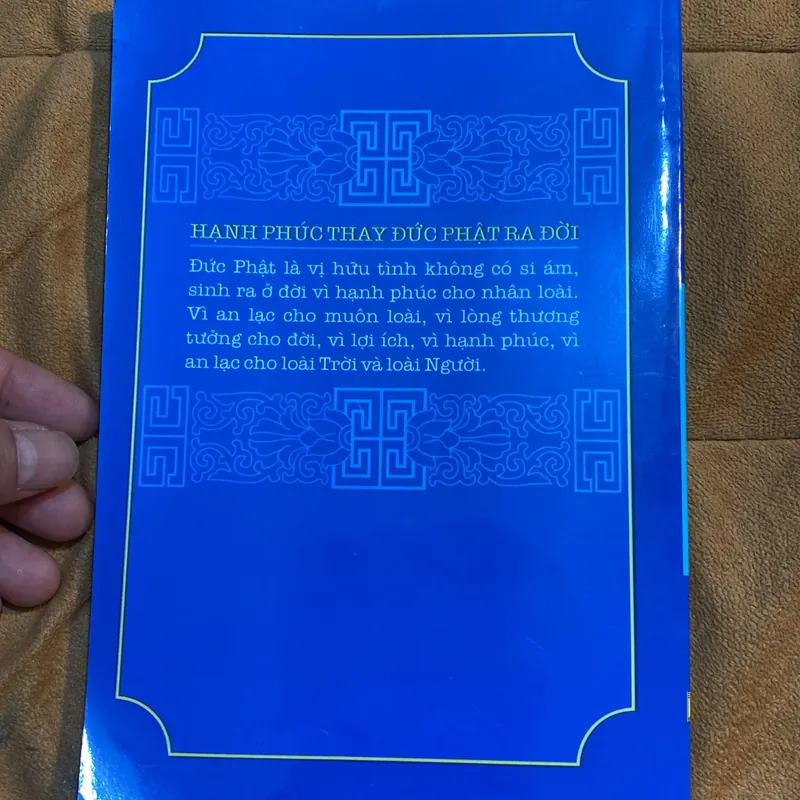 HẠNH PHÚC THAY ĐỨC PHẬT RA ĐỜI
Đức Phật là vị hữu tình không có si ám,
sinh ra ở đời vì hạnh phúc cho nhân loài.
Vì an lạc cho muôn loài, vì lòng thương
tưởng cho đời, vì lợi ích, vì hạnh phúc, vì
an lạc cho loài Trời và loài Người.